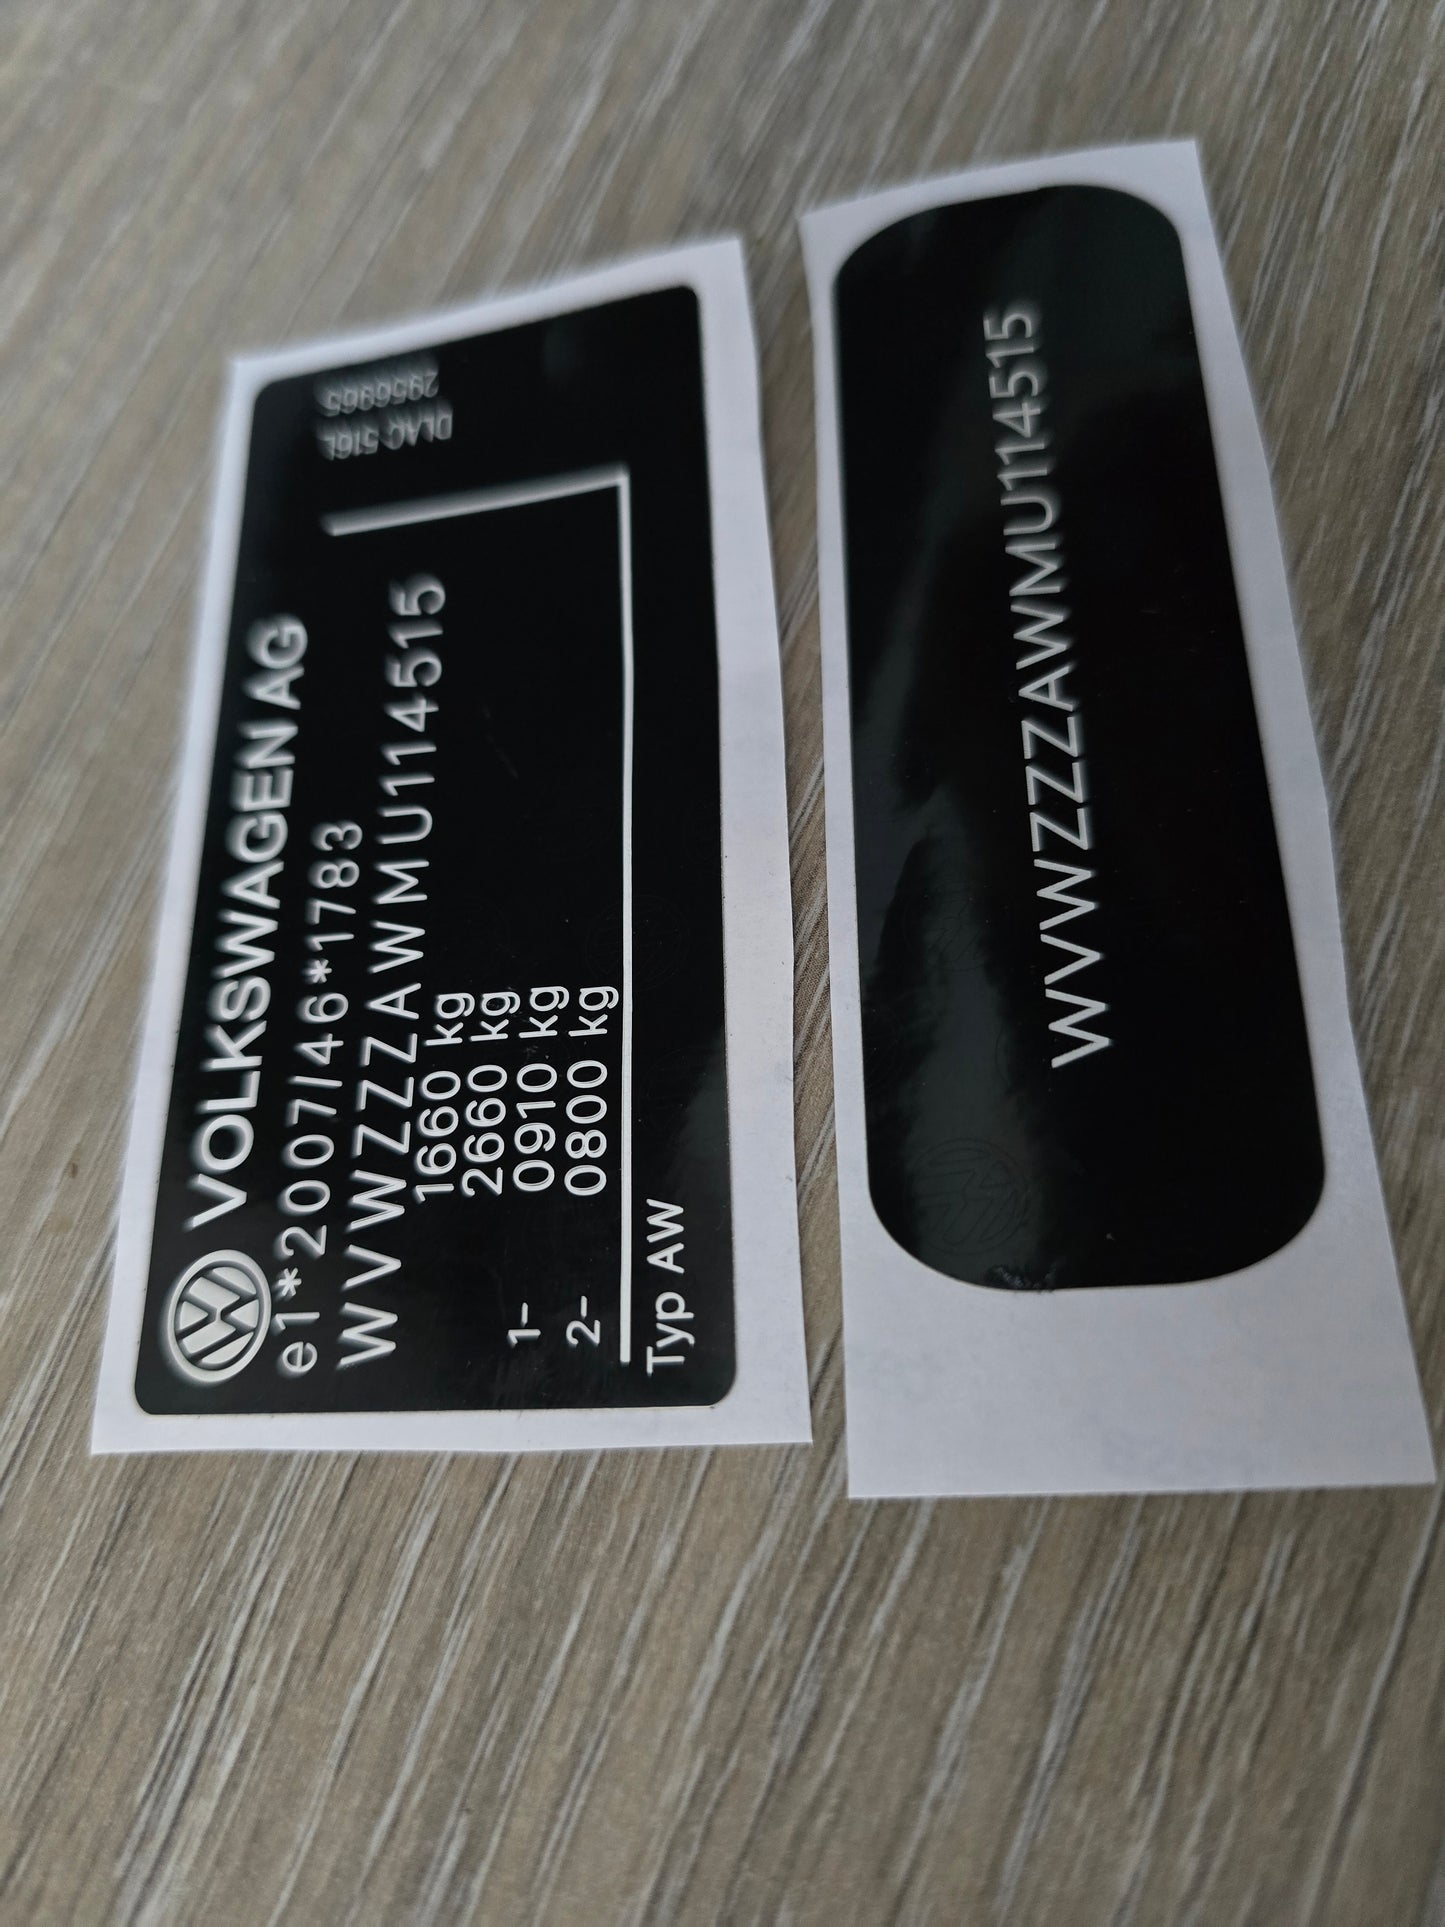 VOLKSWAGEN AG
e1*2007/46*1783
WVWZZZAWMU114515
1660 kg
2660 kg
1- 0910 kg
2- 0800 kg
Typ AW
WVWZZZAWMU114515